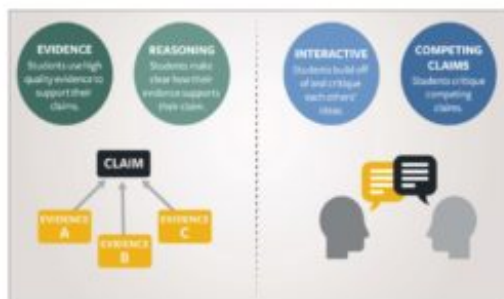 EVIDENCE
Students use high
quality evidence to
support their
claims.
REASONING
Students make
clear how their
evidence supports
their claim.
INTERACTIVE
Students build off
of and critique
each others'
ideas.
COMPETING
CLAIMS
Students critique
competing
claims.
CLAIM
EVIDENCE
A
EVIDENCE
B
EVIDENCE
C